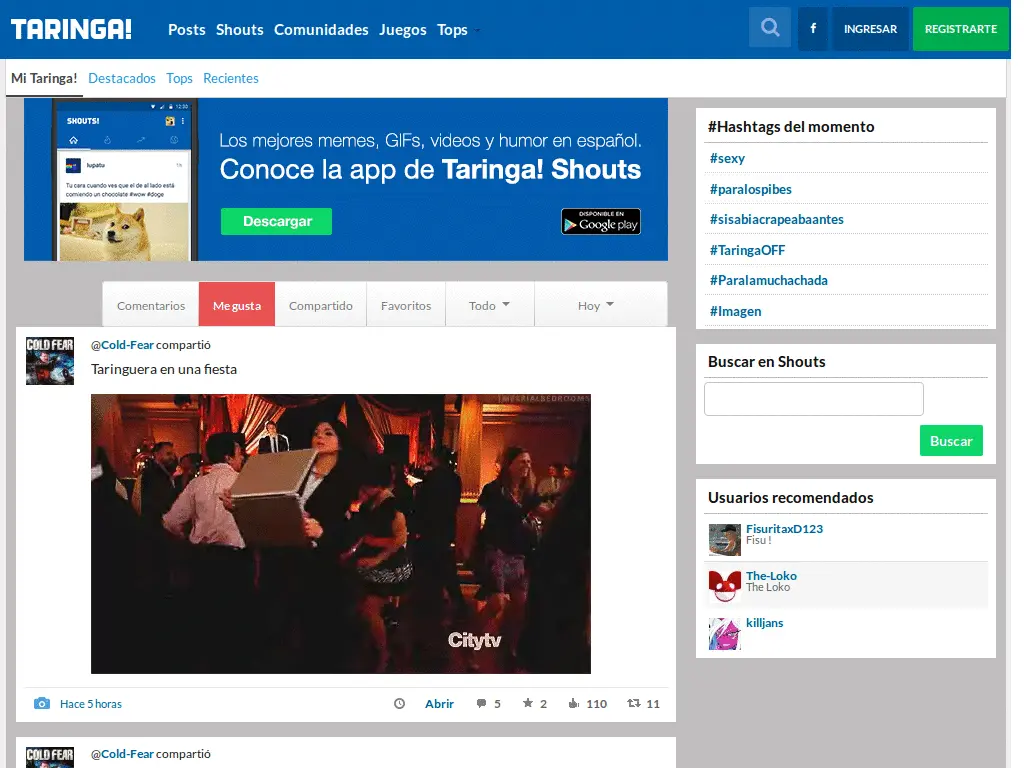 TARINGA!
Posts Shouts Comunidades Juegos Tops
f INGRESAR REGISTRARTE
Mi Taringa! Destacados Tops Recientes
12:30
SHOUTS!
lupatu
Tu cara cuando ves que el de al lado está
comiendo un chocolate #wow #doge
Los mejores memes, GIFs, videos y humor en español.
Conoce la app de Taringa! Shouts
Descargar
DISPONIBLE EN
Google play
Comentarios Me gusta Compartido Favoritos Todo Hoy
COLD FEAR
@Cold-Fear compartió
Taringuera en una fiesta
Citytv
Hace 5 horas Abrir 5 2 110 11
COLD FEAR
@Cold-Fear compartió
#Hashtags del momento
#sexy
#paralospibes
#sisabiacrapeabaantes
#TaringaOFF
#Paralamuchachada
#Imagen
Buscar en Shouts
Buscar
Usuarios recomendados
FisuritaxD123
Fisu !
The-Loko
The Loko
killjans